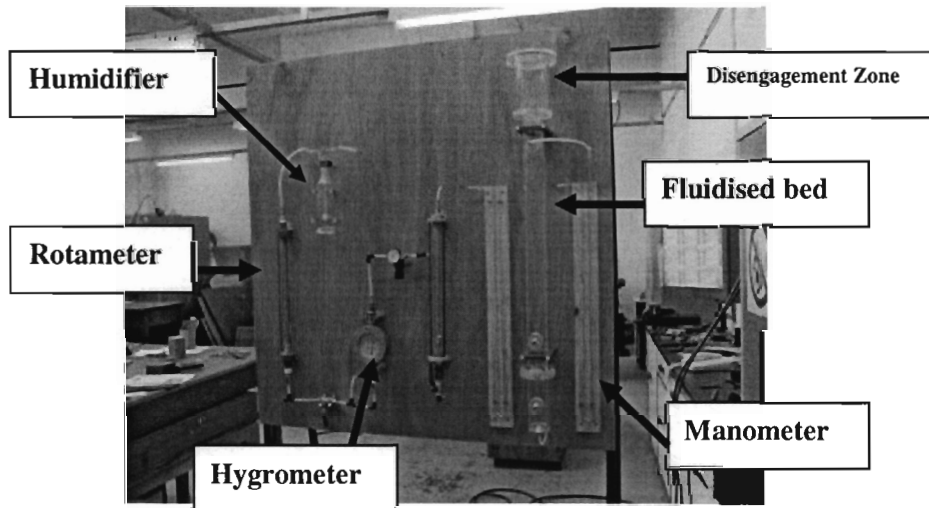 Humidifier
Disengagement Zone
Fluidised bed
Rotameter
Manometer
Hygrometer